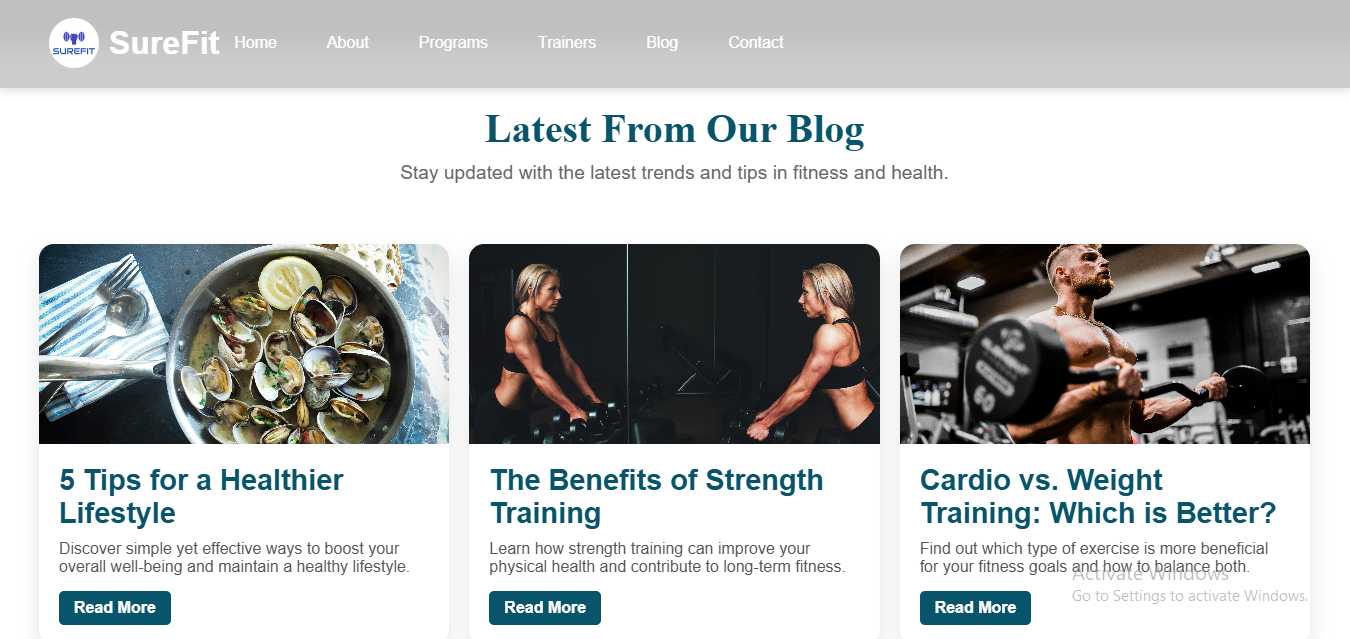 SUREFIT
SureFit
Home
About
Programs
Trainers
Blog
Contact
Latest From Our Blog
Stay updated with the latest trends and tips in fitness and health.
60
5 Tips for a Healthier
Lifestyle
Discover simple yet effective ways to boost your
overall well-being and maintain a healthy lifestyle.
Read More
The Benefits of Strength
Training
Learn how strength training can improve your
physical health and contribute to long-term fitness.
Read More
Cardio vs. Weight
Training: Which is Better?
Find out which type of exercise is more beneficial
for your fitness goals and how to balance both.
Read More
Activate Windows
Go to Settings to activate Windows.